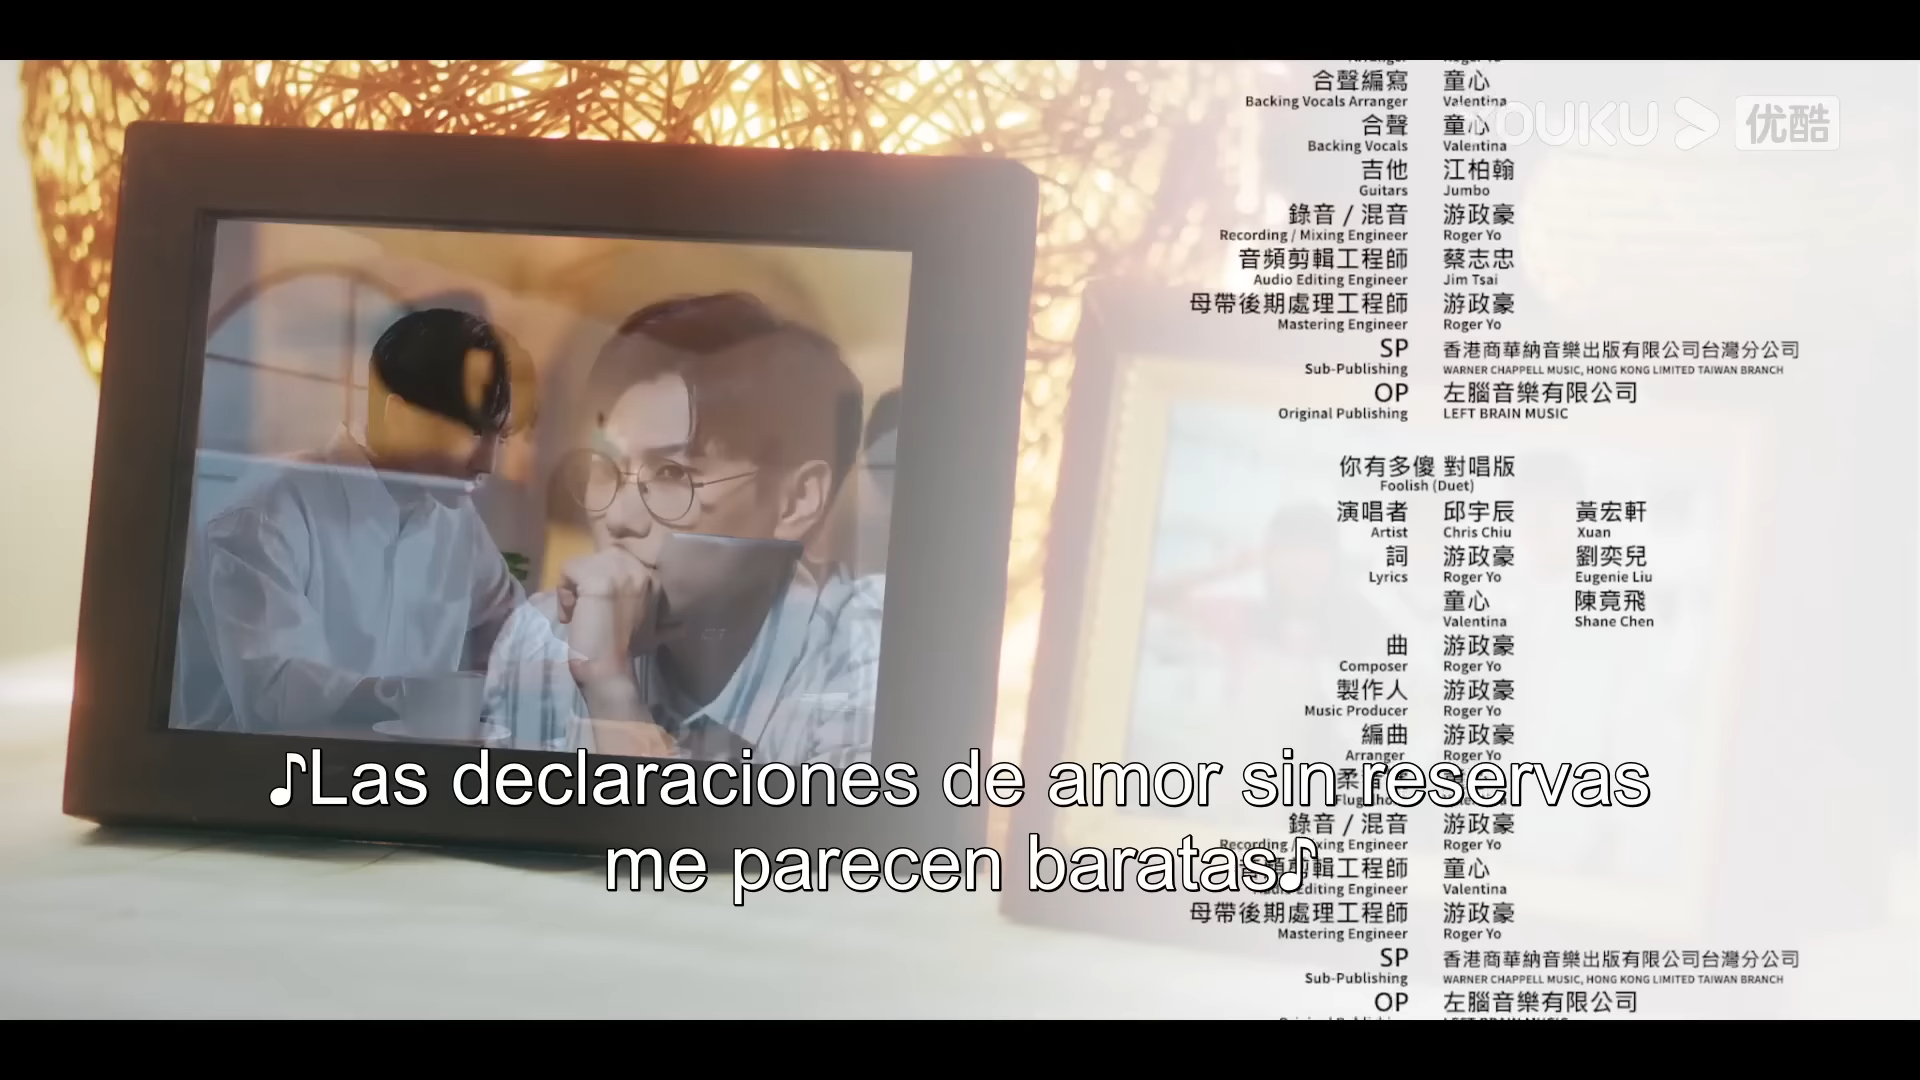 合聲編寫 童心
Backing Vocals Arranger Valentina
YOUKU 优酷
合聲 童心
Backing Vocals Valentina
吉他 江柏翰
Guitars Jumbo
錄音 / 混音 游政豪
Recording / Mixing Engineer Roger Yo
音頻剪輯工程師 蔡志忠
Audio Editing Engineer Jim Tsai
母帶後期處理工程師 游政豪
Mastering Engineer Roger Yo
SP 香港商華納音樂出版有限公司台灣分公司
Sub-Publishing WARNER CHAPPELL MUSIC, HONG KONG LIMITED TAIWAN BRANCH
OP 左腦音樂有限公司
Original Publishing LEFT BRAIN MUSIC
你有多傻 對唱版
Foolish (Duet)
演唱者 邱宇辰 黃宏軒
Artist Chris Chiu Xuan
詞 游政豪 劉奕兒
Lyrics Roger Yo Eugenie Liu
童心 陳竟飛
Valentina Shane Chen
曲 游政豪
Composer Roger Yo
製作人 游政豪
Music Producer Roger Yo
編曲 游政豪
Arranger Roger Yo
♪Las declaraciones de amor sin reservas
me parecen baratas♪
錄音 / 混音 游政豪
Recording / Mixing Engineer Roger Yo
音頻剪輯工程師 童心
Audio Editing Engineer Valentina
母帶後期處理工程師 游政豪
Mastering Engineer Roger Yo
SP 香港商華納音樂出版有限公司台灣分公司
Sub-Publishing WARNER CHAPPELL MUSIC, HONG KONG LIMITED TAIWAN BRANCH
OP 左腦音樂有限公司